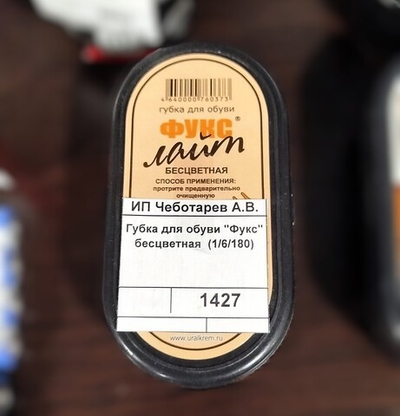 4640000760373
губка для обуви
ФУКС®
лайт
БЕСЦВЕТНАЯ
СПОСОБ ПРИМЕНЕНИЯ:
протрите предварительно
очищенную
ИП Чеботарев А.В.
Губка для обуви "Фукс"
бесцветная (1/6/180)
1427
www.uralkrem.ru